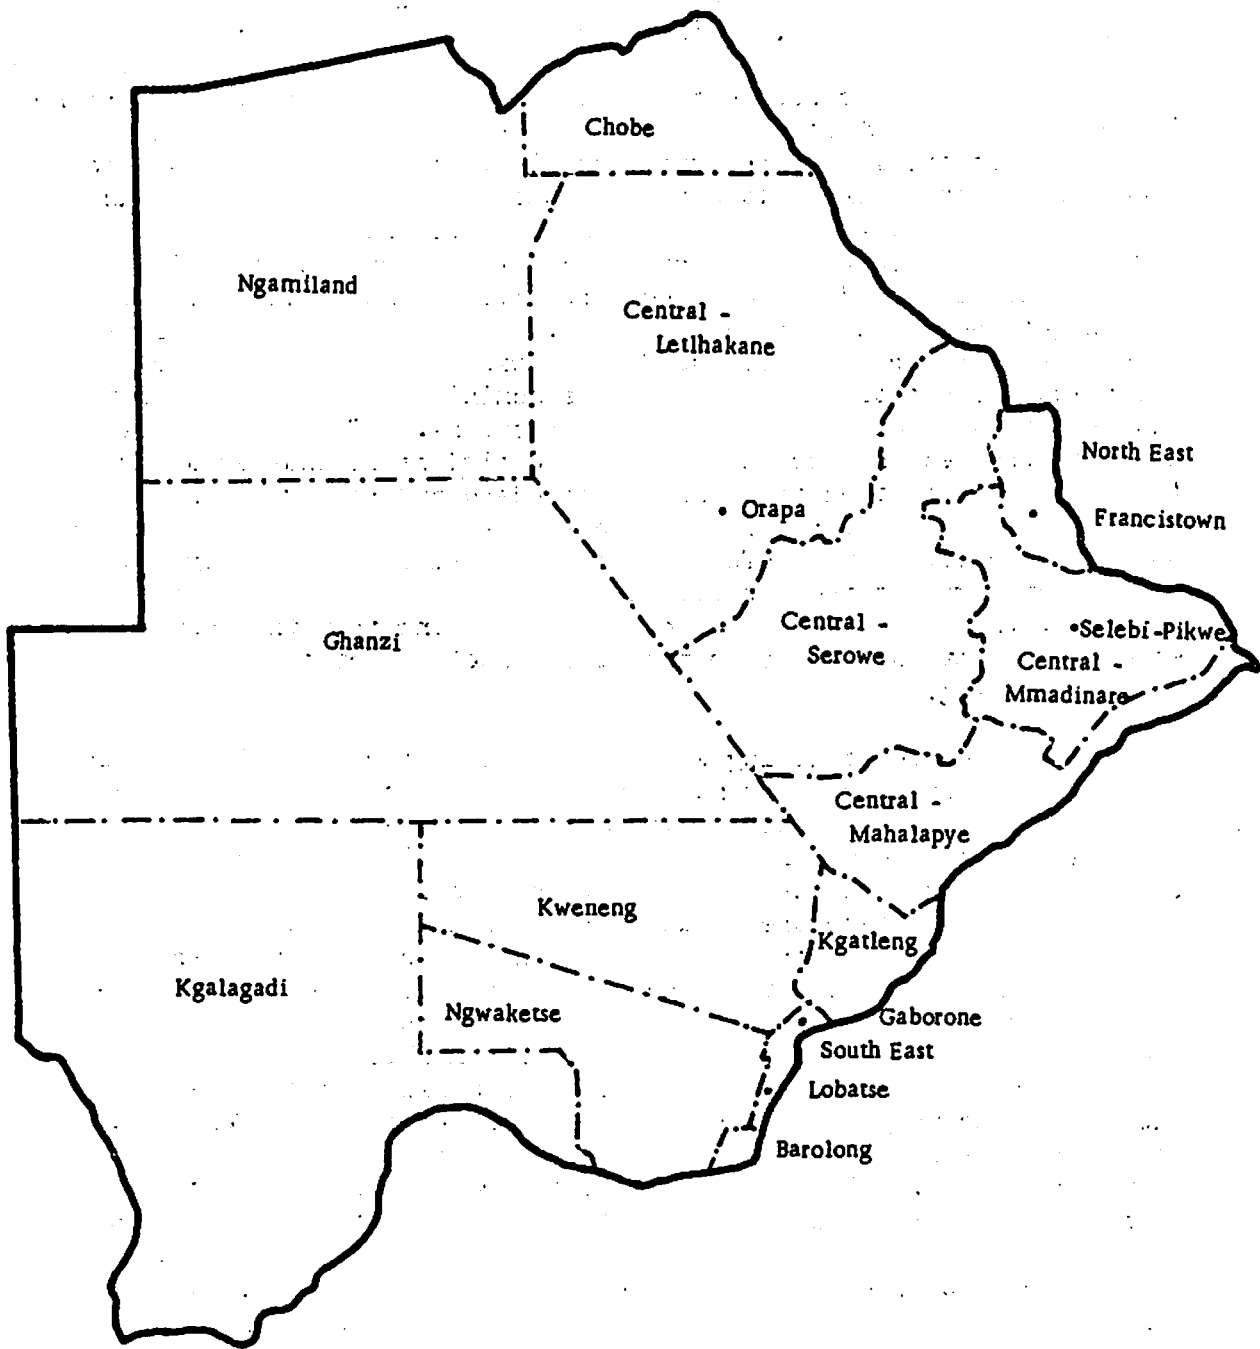 Chobe
Ngamiland
Central -
Letlhakane
North East
Orapa
Francistown
Ghanzi
Central -
Serowe
Selebi-Pikwe
Central -
Mmadinare
Central -
Mahalapye
Kweneng
Kgatleng
Kgalagadi
Ngwaketse
Gaborone
South East
Lobatse
Barolong